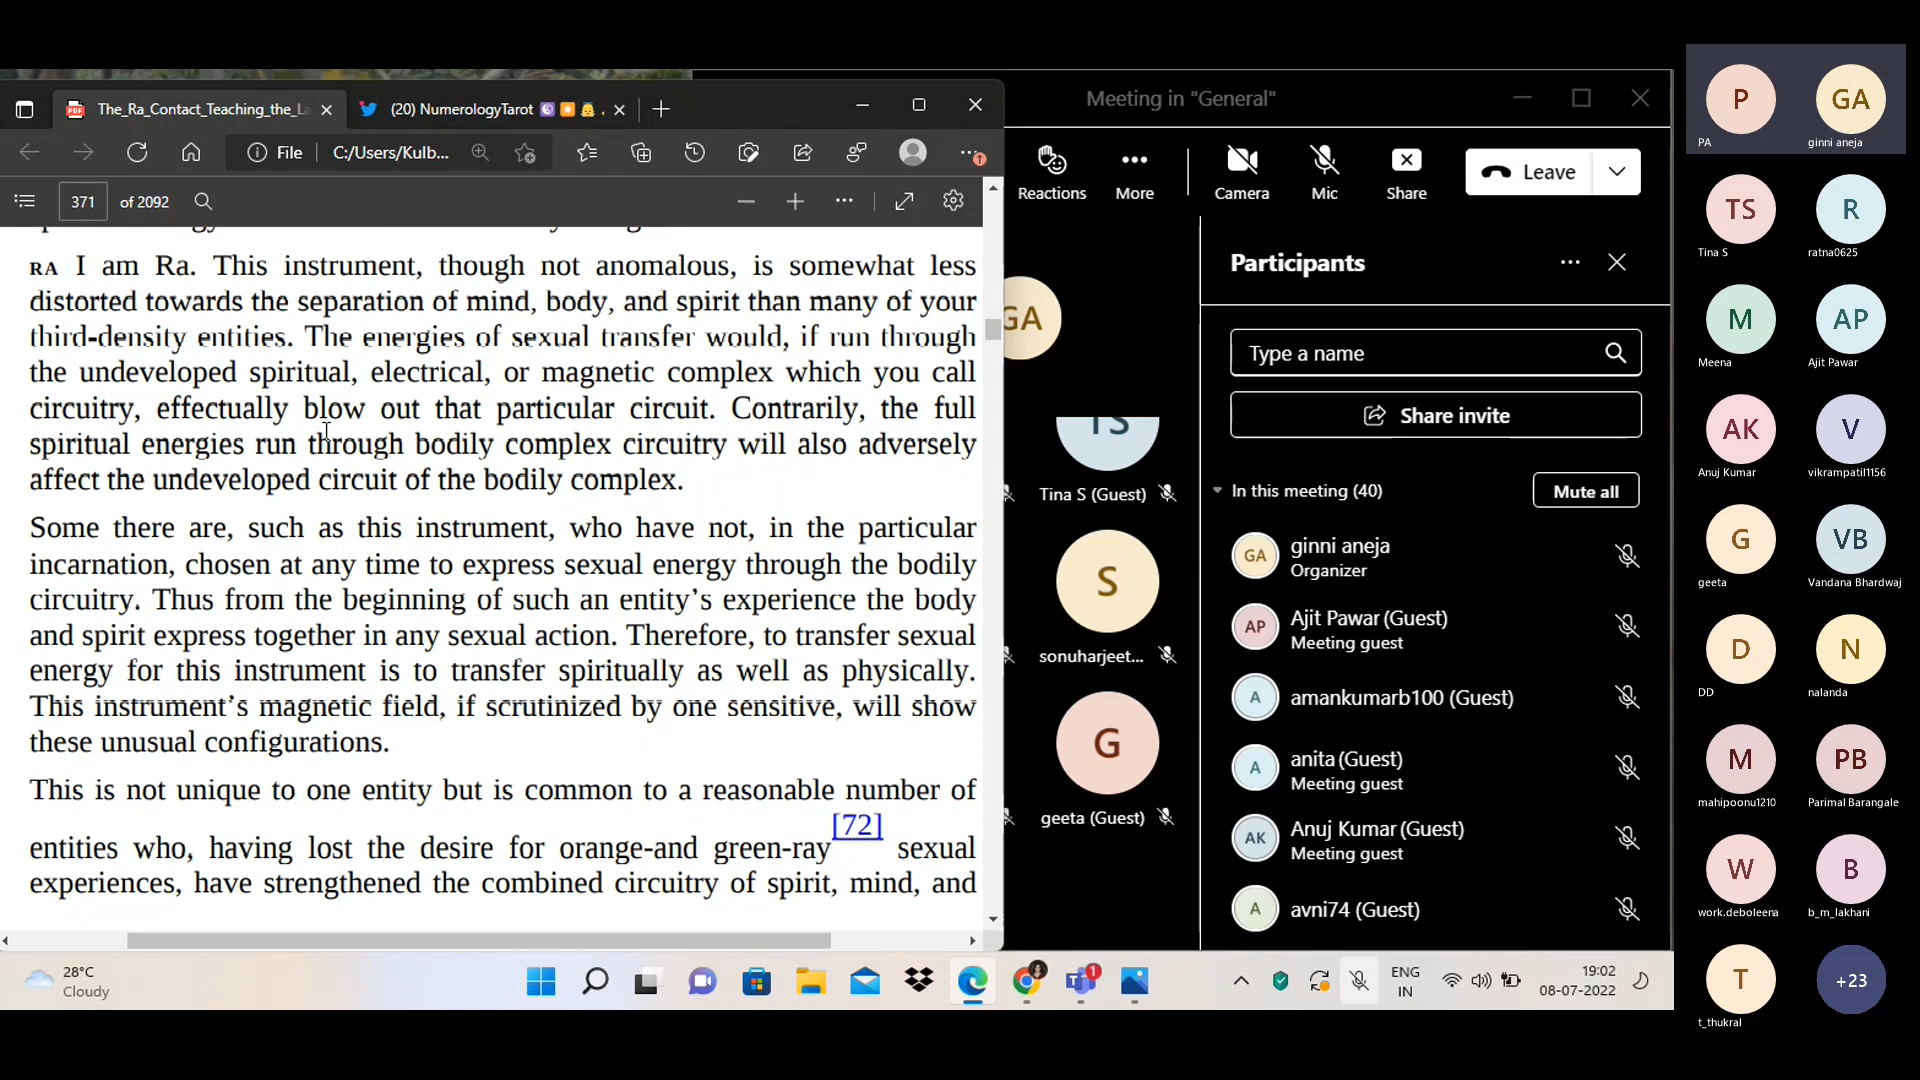 The_Ra_Contact_Teaching_the_La
(20) NumerologyTarot
File
C:/Users/Kulb...
371
of 2092
RA I am Ra. This instrument, though not anomalous, is somewhat less
distorted towards the separation of mind, body, and spirit than many of your
third-density entities. The energies of sexual transfer would, if run through
the undeveloped spiritual, electrical, or magnetic complex which you call
circuitry, effectually blow out that particular circuit. Contrarily, the full
spiritual energies run through bodily complex circuitry will also adversely
affect the undeveloped circuit of the bodily complex.
Some there are, such as this instrument, who have not, in the particular
incarnation, chosen at any time to express sexual energy through the bodily
circuitry. Thus from the beginning of such an entity’s experience the body
and spirit express together in any sexual action. Therefore, to transfer sexual
energy for this instrument is to transfer spiritually as well as physically.
This instrument’s magnetic field, if scrutinized by one sensitive, will show
these unusual configurations.
This is not unique to one entity but is common to a reasonable number of
entities who, having lost the desire for orange-and green-ray[72] sexual
experiences, have strengthened the combined circuitry of spirit, mind, and
Meeting in "General"
Reactions
More
Camera
Mic
Share
Leave
GA
TS
Tina S (Guest)
S
sonuharjeet...
G
geeta (Guest)
Participants
Type a name
Share invite
In this meeting (40)
Mute all
GA
ginni aneja
Organizer
AP
Ajit Pawar (Guest)
Meeting guest
A
amankumarb100 (Guest)
A
anita (Guest)
Meeting guest
AK
Anuj Kumar (Guest)
Meeting guest
A
avni74 (Guest)
28°C
Cloudy
1
ENG
IN
19:02
08-07-2022
P
PA
GA
ginni aneja
TS
Tina S
R
ratna0625
M
Meena
AP
Ajit Pawar
AK
Anuj Kumar
V
vikrampatil1156
G
geeta
VB
Vandana Bhardwaj
D
DD
N
nalanda
M
mahipoonu1210
PB
Parimal Barangale
W
work.deboleena
B
b_m_lakhani
T
t_thukral
+23